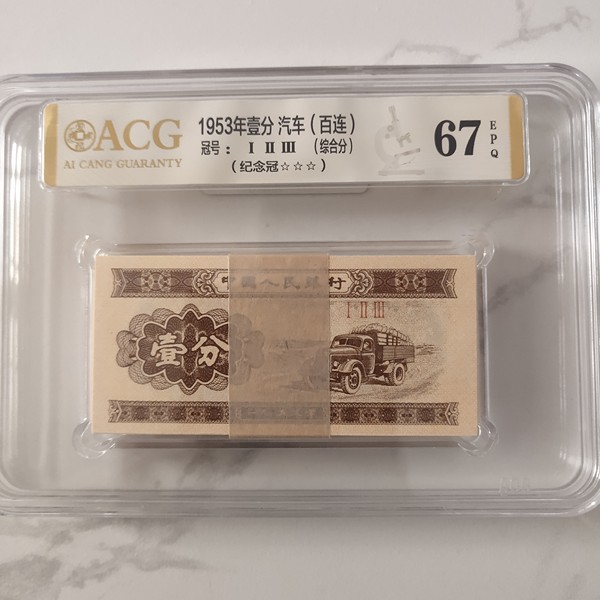 ACG
AI CANG GUARANTY
1953年壹分 汽车(百连)
冠号: I II III (综合分)
(纪念冠☆☆☆)
67
EPQ
中国人民银行
I II III
壹分